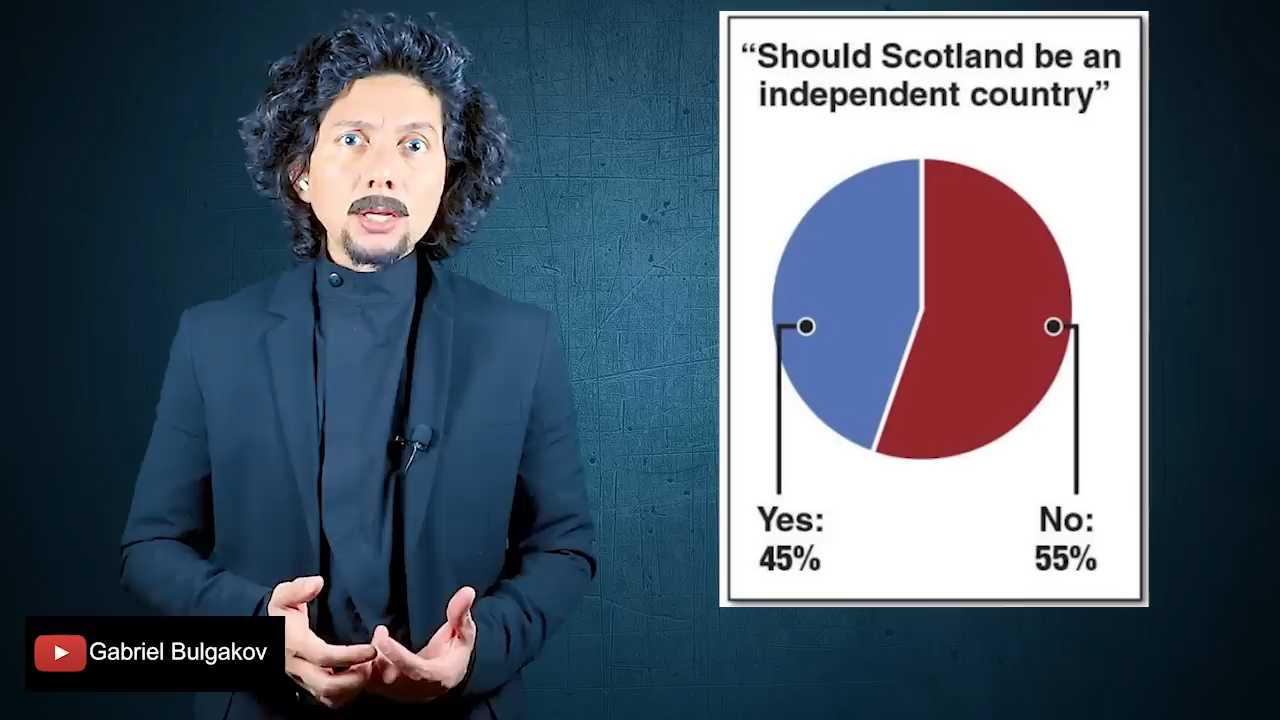 “Should Scotland be an
independent country”
Yes:
45%
No:
55%
Gabriel Bulgakov